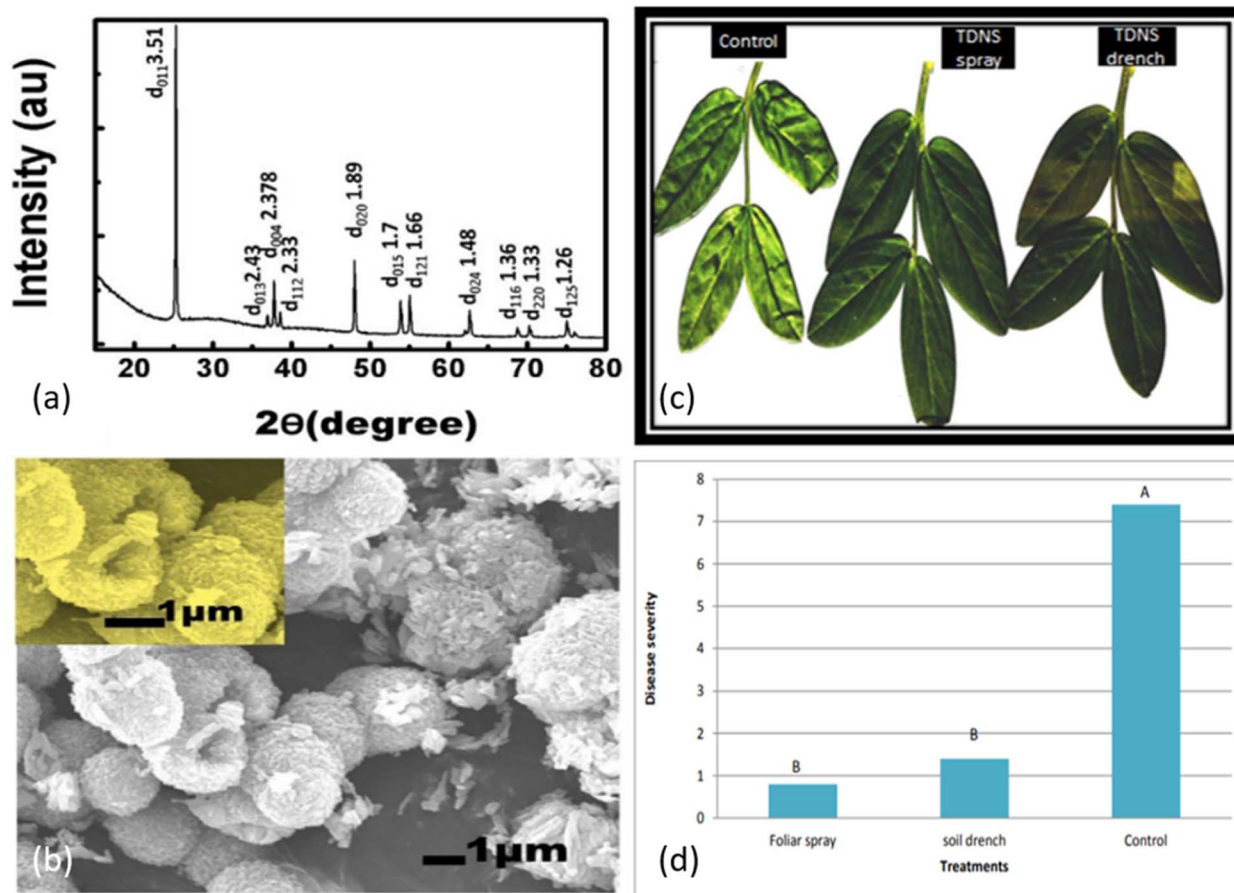 Intensity (au)
d011 3.51
d013 2.43
d004 2.378
d112 2.33
d020 1.89
d015 1.7
d121 1.66
d024 1.48
d116 1.36
d220 1.33
d125 1.26
20 30 40 50 60 70 80
2Θ(degree)
(a)
Control
TDNS
spray
TDNS
drench
(c)
1µm
1µm
(b)
Disease severity
8
7
6
5
4
3
2
1
0
B
B
A
Foliar spray soil drench Control
Treatments
(d)